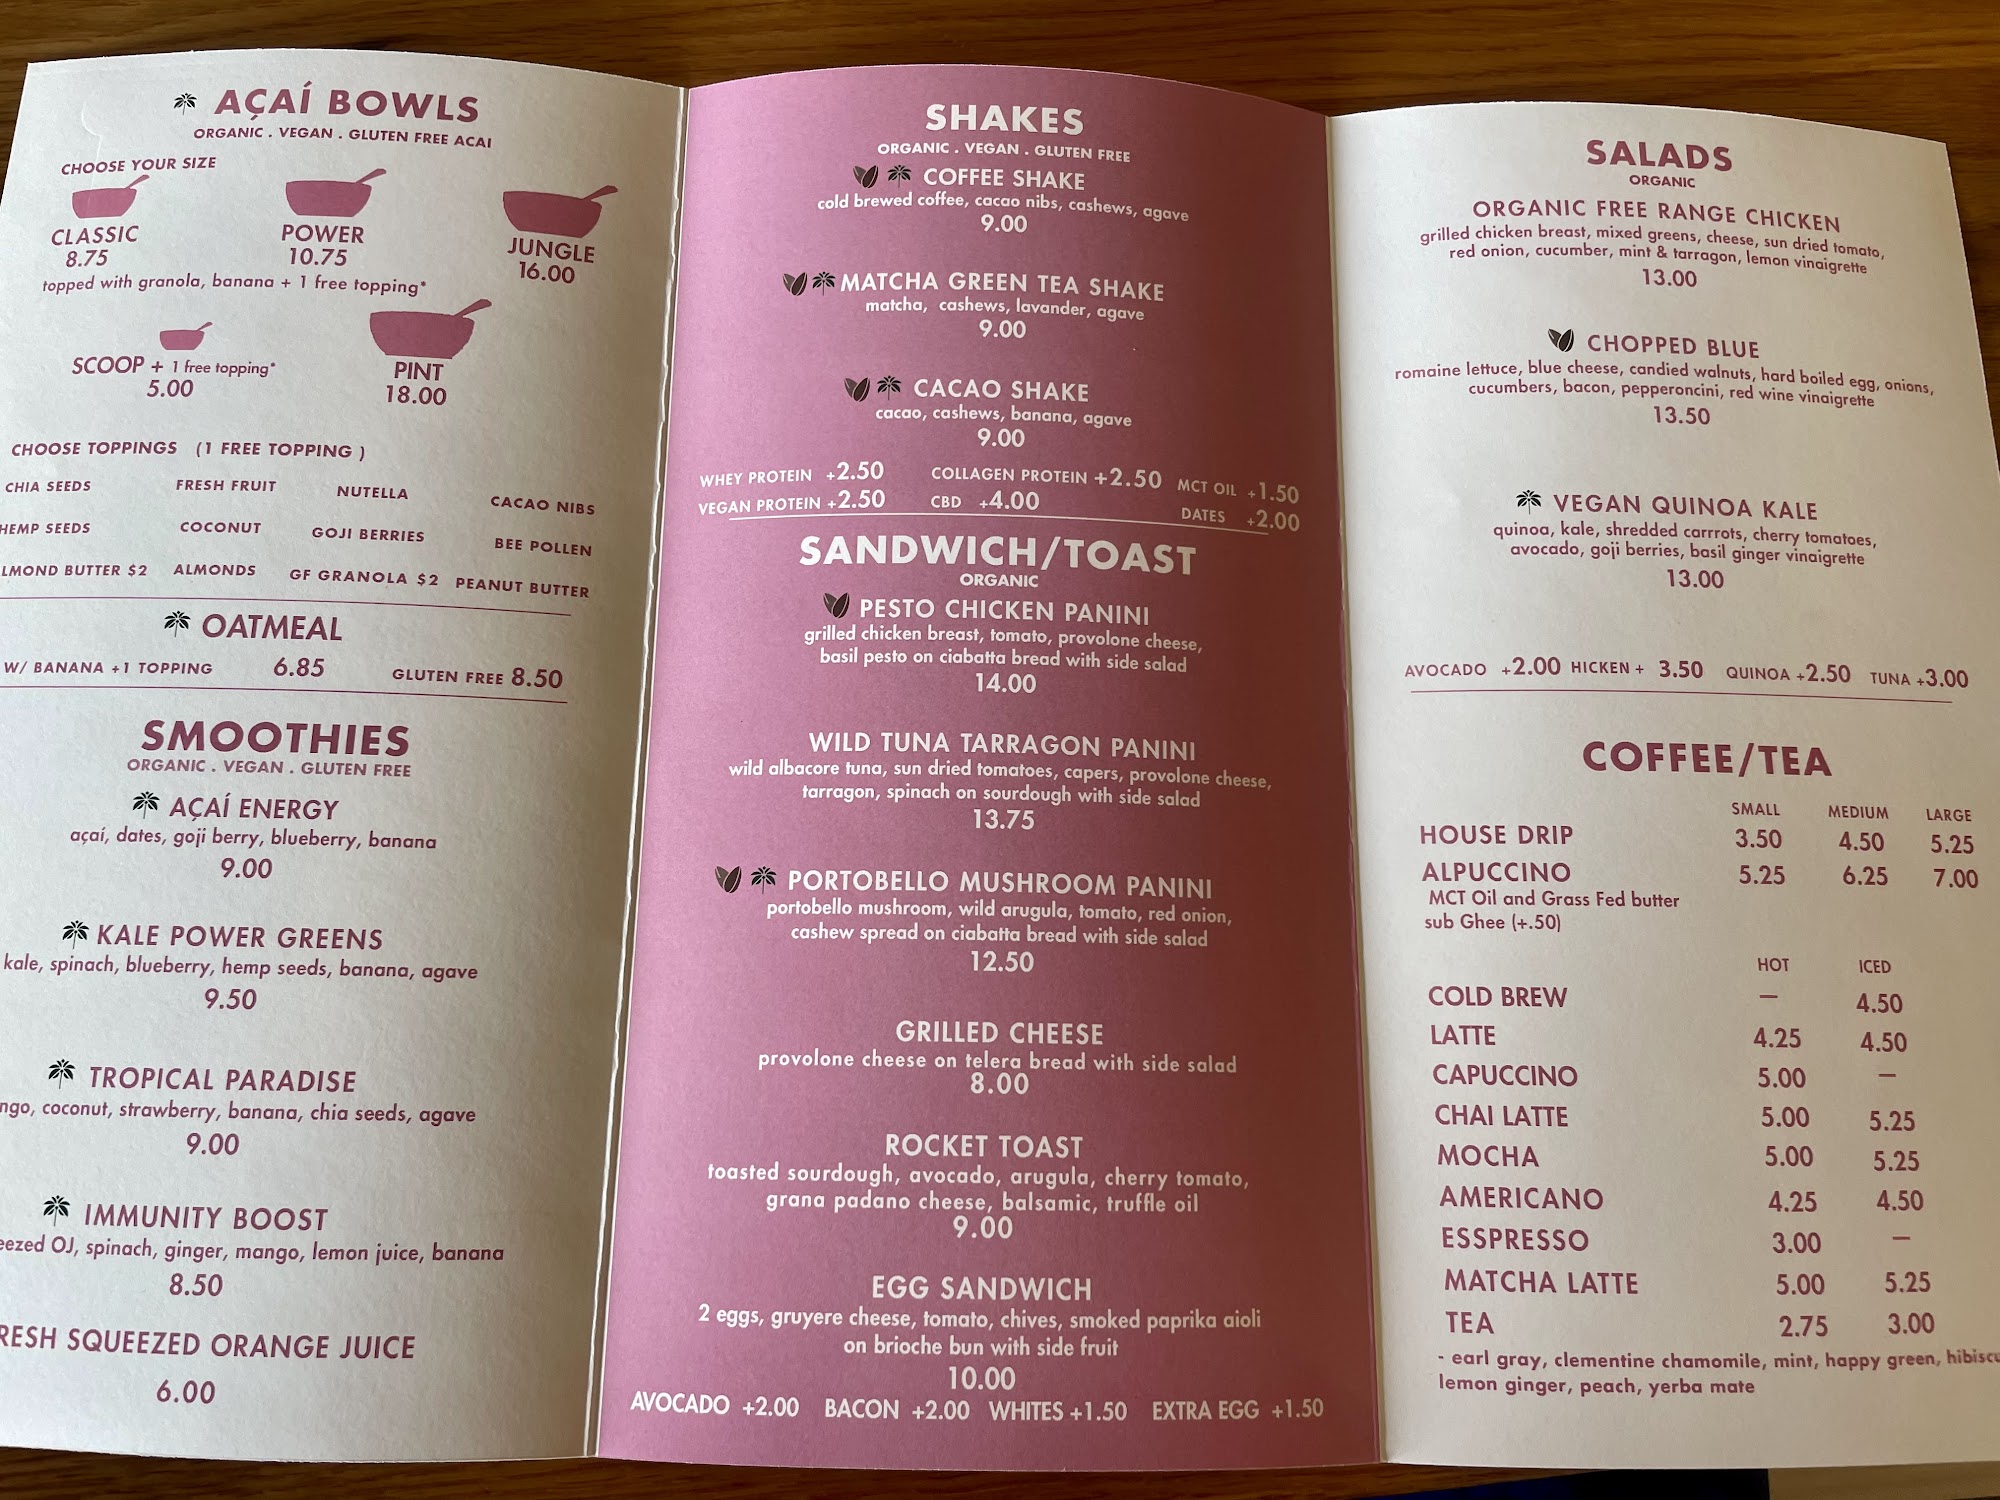 AÇAÍ BOWLS
ORGANIC . VEGAN . GLUTEN FREE ACAI
CHOOSE YOUR SIZE
CLASSIC
8.75
POWER
10.75
JUNGLE
16.00
topped with granola, banana + 1 free topping*
SCOOP + 1 free topping*
5.00
PINT
18.00
CHOOSE TOPPINGS (1 FREE TOPPING )
CHIA SEEDS FRESH FRUIT NUTELLA CACAO NIBS
HEMP SEEDS COCONUT GOJI BERRIES BEE POLLEN
LMOND BUTTER $2 ALMONDS GF GRANOLA $2 PEANUT BUTTER
OATMEAL
W/ BANANA +1 TOPPING 6.85 GLUTEN FREE 8.50
SMOOTHIES
ORGANIC . VEGAN . GLUTEN FREE
AÇAÍ ENERGY
açaí, dates, goji berry, blueberry, banana
9.00
KALE POWER GREENS
kale, spinach, blueberry, hemp seeds, banana, agave
9.50
TROPICAL PARADISE
ngo, coconut, strawberry, banana, chia seeds, agave
9.00
IMMUNITY BOOST
eezed OJ, spinach, ginger, mango, lemon juice, banana
8.50
RESH SQUEEZED ORANGE JUICE
6.00
SHAKES
ORGANIC . VEGAN . GLUTEN FREE
COFFEE SHAKE
cold brewed coffee, cacao nibs, cashews, agave
9.00
MATCHA GREEN TEA SHAKE
matcha, cashews, lavander, agave
9.00
CACAO SHAKE
cacao, cashews, banana, agave
9.00
WHEY PROTEIN +2.50 COLLAGEN PROTEIN +2.50 MCT OIL +1.50
VEGAN PROTEIN +2.50 CBD +4.00 DATES +2.00
SANDWICH/TOAST
ORGANIC
PESTO CHICKEN PANINI
grilled chicken breast, tomato, provolone cheese,
basil pesto on ciabatta bread with side salad
14.00
WILD TUNA TARRAGON PANINI
wild albacore tuna, sun dried tomatoes, capers, provolone cheese,
tarragon, spinach on sourdough with side salad
13.75
PORTOBELLO MUSHROOM PANINI
portobello mushroom, wild arugula, tomato, red onion,
cashew spread on ciabatta bread with side salad
12.50
GRILLED CHEESE
provolone cheese on telera bread with side salad
8.00
ROCKET TOAST
toasted sourdough, avocado, arugula, cherry tomato,
grana padano cheese, balsamic, truffle oil
9.00
EGG SANDWICH
2 eggs, gruyere cheese, tomato, chives, smoked paprika aioli
on brioche bun with side fruit
10.00
AVOCADO +2.00 BACON +2.00 WHITES +1.50 EXTRA EGG +1.50
SALADS
ORGANIC
ORGANIC FREE RANGE CHICKEN
grilled chicken breast, mixed greens, cheese, sun dried tomato,
red onion, cucumber, mint & tarragon, lemon vinaigrette
13.00
CHOPPED BLUE
romaine lettuce, blue cheese, candied walnuts, hard boiled egg, onions,
cucumbers, bacon, pepperoncini, red wine vinaigrette
13.50
VEGAN QUINOA KALE
quinoa, kale, shredded carrrots, cherry tomatoes,
avocado, goji berries, basil ginger vinaigrette
13.00
AVOCADO +2.00 HICKEN + 3.50 QUINOA +2.50 TUNA +3.00
COFFEE/TEA
SMALL MEDIUM LARGE
HOUSE DRIP 3.50 4.50 5.25
ALPUCCINO 5.25 6.25 7.00
MCT Oil and Grass Fed butter
sub Ghee (+.50)
HOT ICED
COLD BREW — 4.50
LATTE 4.25 4.50
CAPUCCINO 5.00 —
CHAI LATTE 5.00 5.25
MOCHA 5.00 5.25
AMERICANO 4.25 4.50
ESSPRESSO 3.00 —
MATCHA LATTE 5.00 5.25
TEA 2.75 3.00
- earl gray, clementine chamomile, mint, happy green, hibiscu
lemon ginger, peach, yerba mate